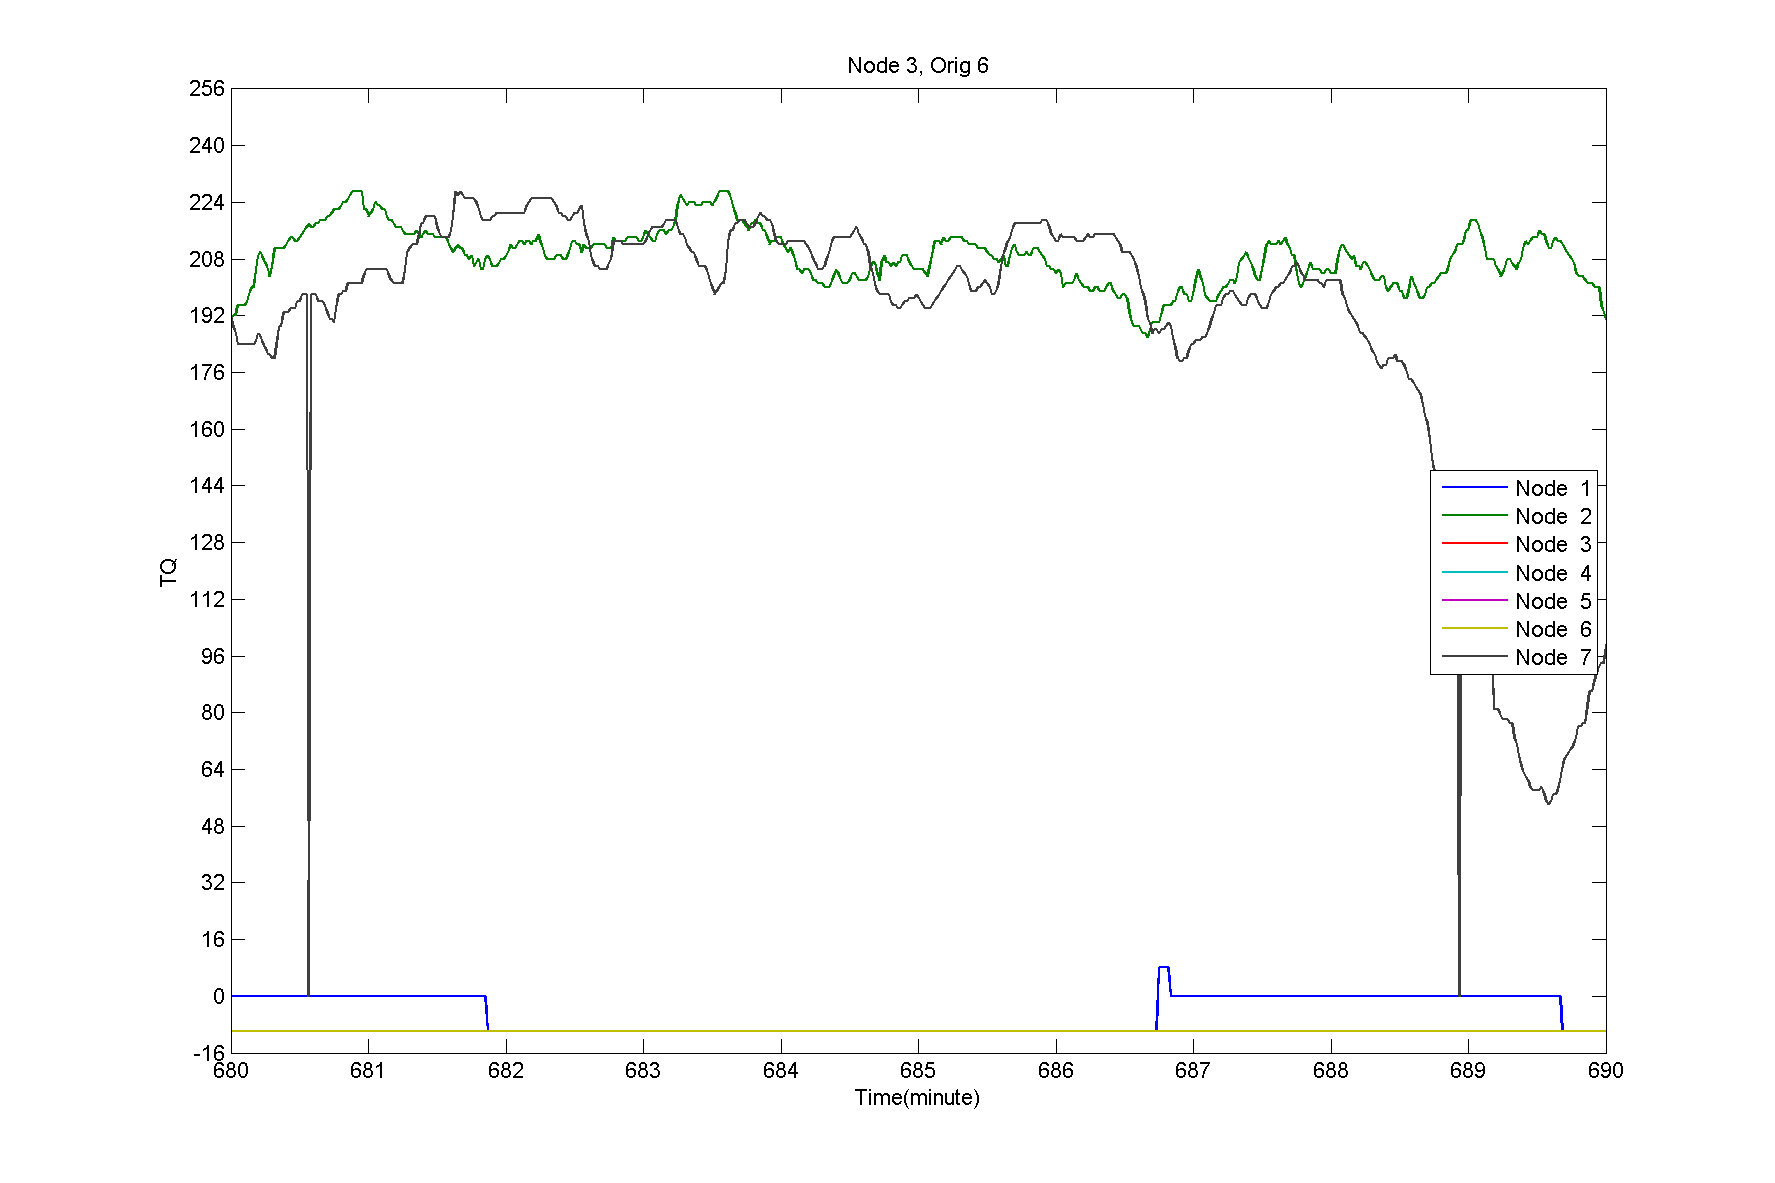 Node 3, Orig 6
256
240
224
208
192
176
160
144
128
112
96
80
64
48
32
16
0
-16
TQ
Node 1
Node 2
Node 3
Node 4
Node 5
Node 6
Node 7
680 681 682 683 684 685 686 687 688 689 690
Time(minute)